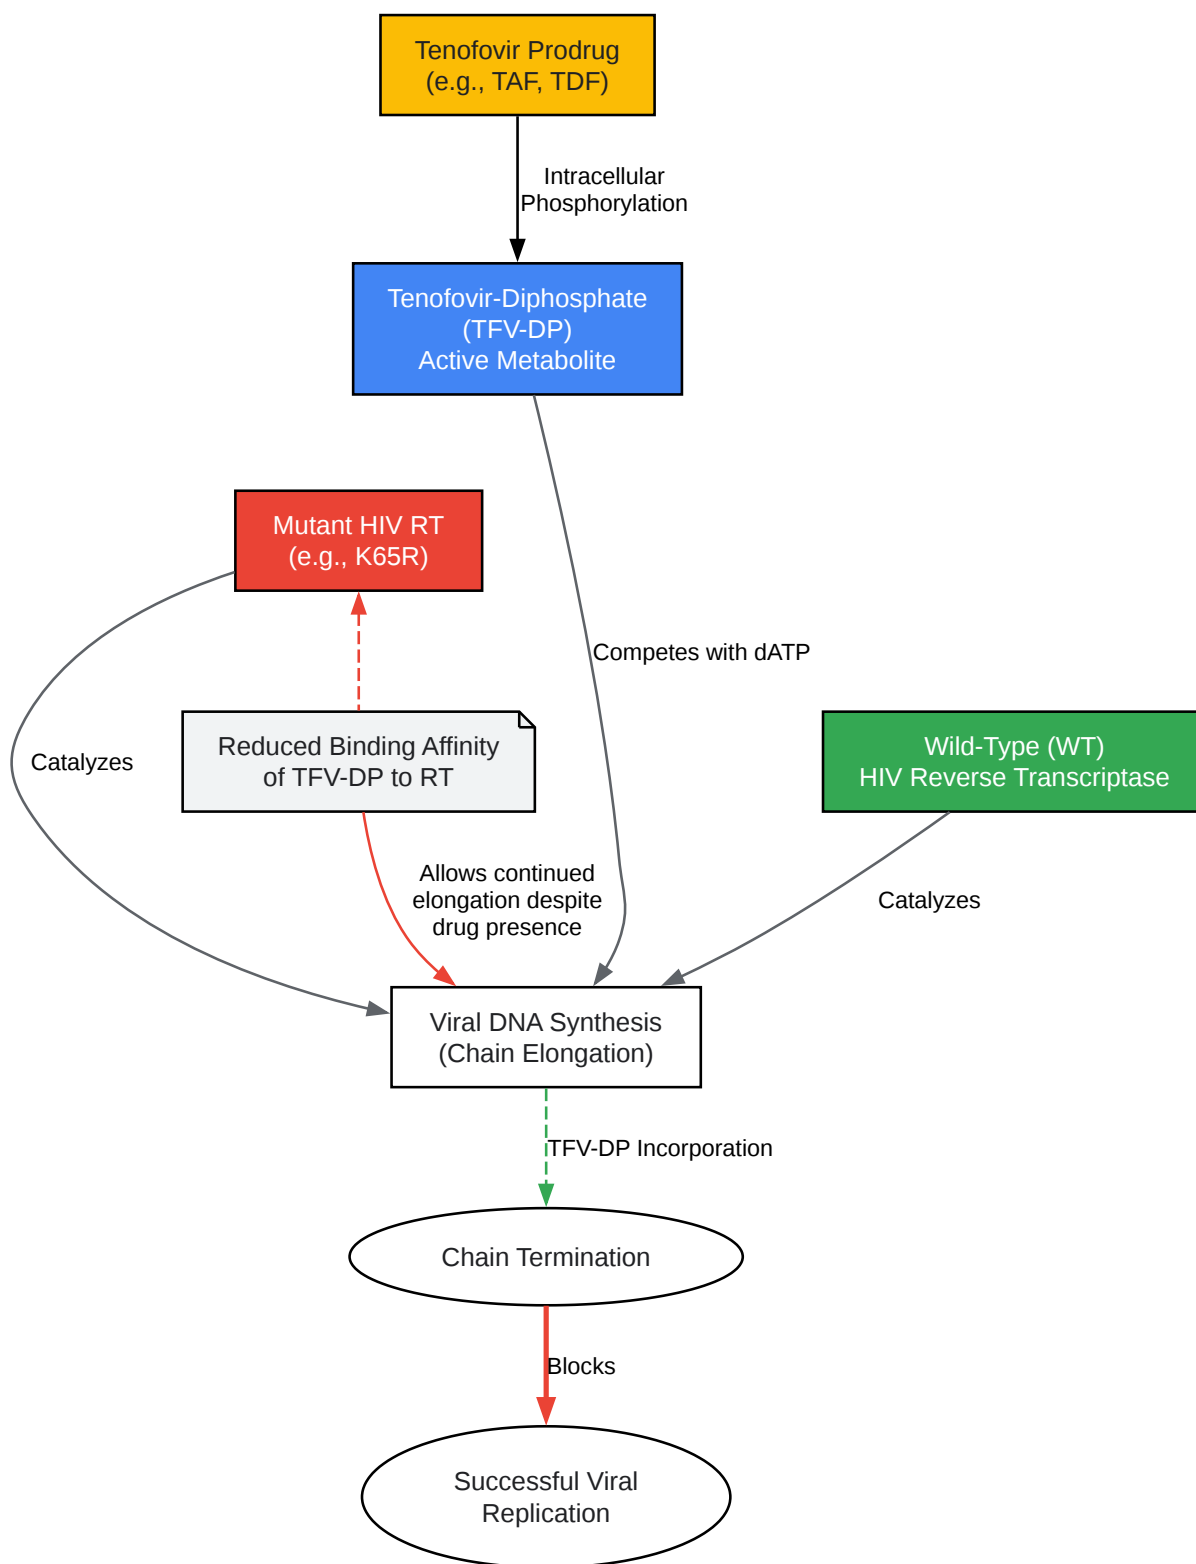 Tenofovir Prodrug
(e.g., TAF, TDF)
Intracellular
Phosphorylation
Tenofovir-Diphosphate
(TFV-DP)
Active Metabolite
Mutant HIV RT
(e.g., K65R)
Competes with dATP
Catalyzes
Reduced Binding Affinity
of TFV-DP to RT
Wild-Type (WT)
HIV Reverse Transcriptase
Allows continued
elongation despite
drug presence
Catalyzes
Viral DNA Synthesis
(Chain Elongation)
TFV-DP Incorporation
Chain Termination
Blocks
Successful Viral
Replication